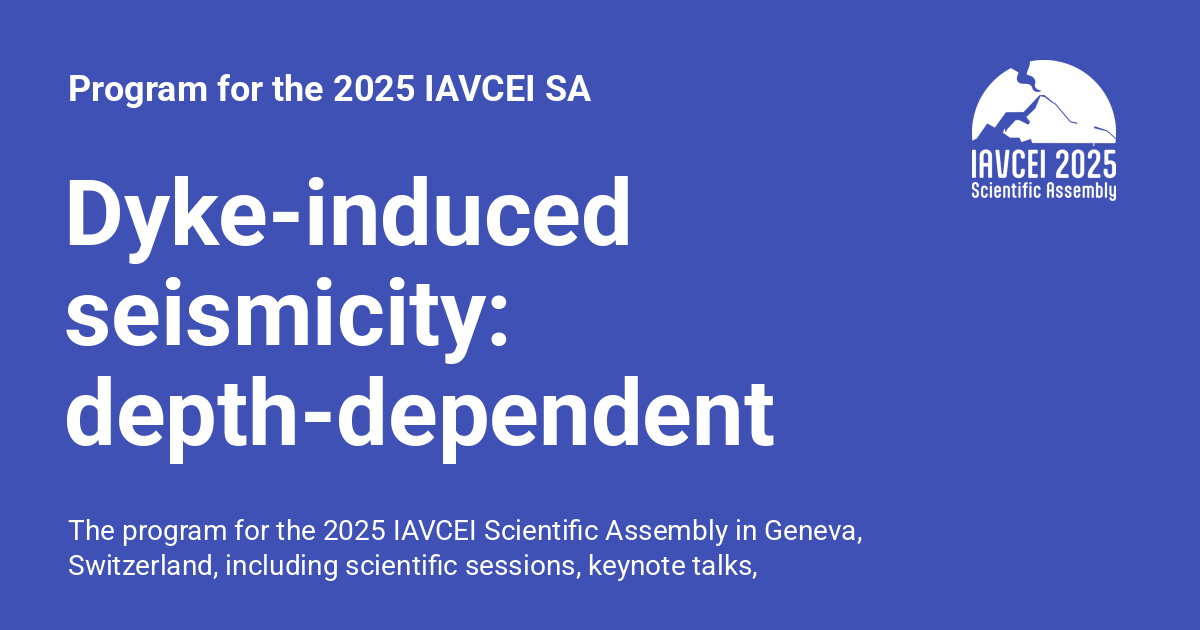 Program for the 2025 IAVCEI SA
IAVCEI 2025
Scientific Assembly
Dyke-induced
seismicity:
depth-dependent
The program for the 2025 IAVCEI Scientific Assembly in Geneva,
Switzerland, including scientific sessions, keynote talks,